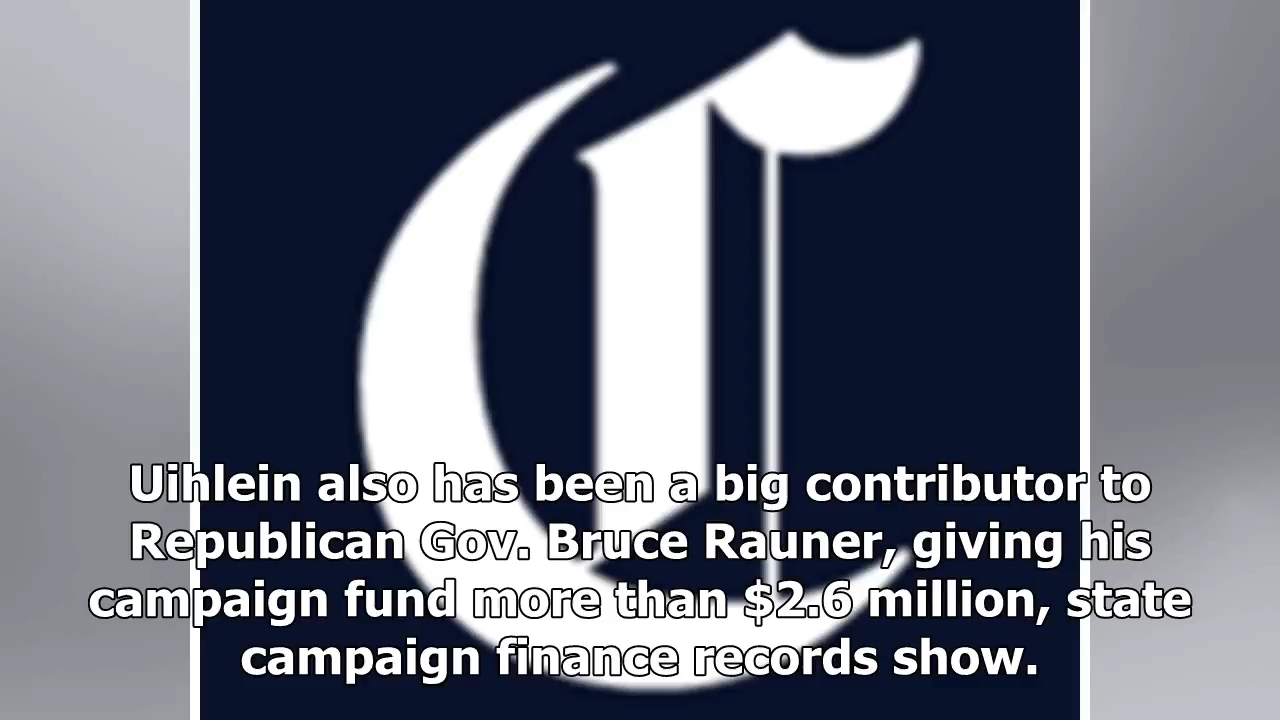 C
Uihlein also has been a big contributor to
Republican Gov. Bruce Rauner, giving his
campaign fund more than $2.6 million, state
campaign finance records show.